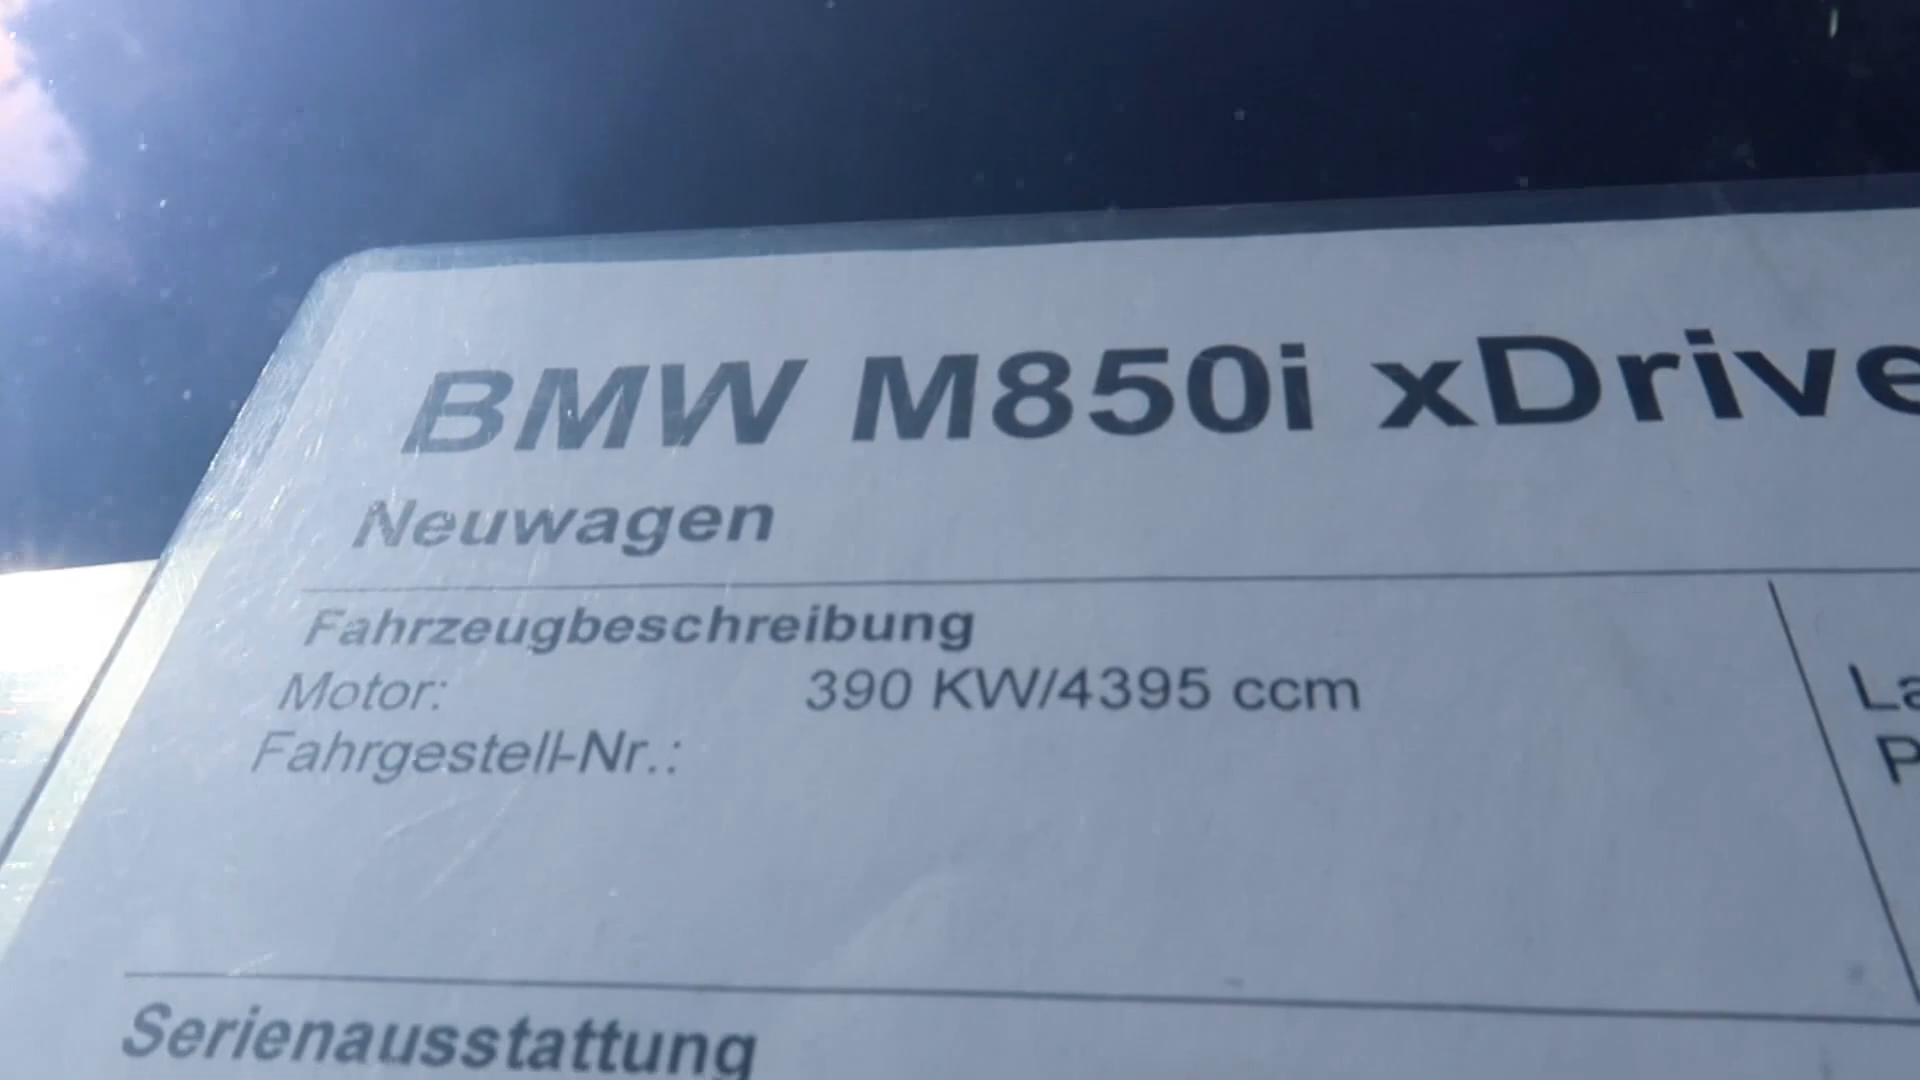 BMW M850i xDrive
Neuwagen
Fahrzeugbeschreibung
Motor: 390 KW/4395 ccm
Fahrgestell-Nr.:
Serienausstattung